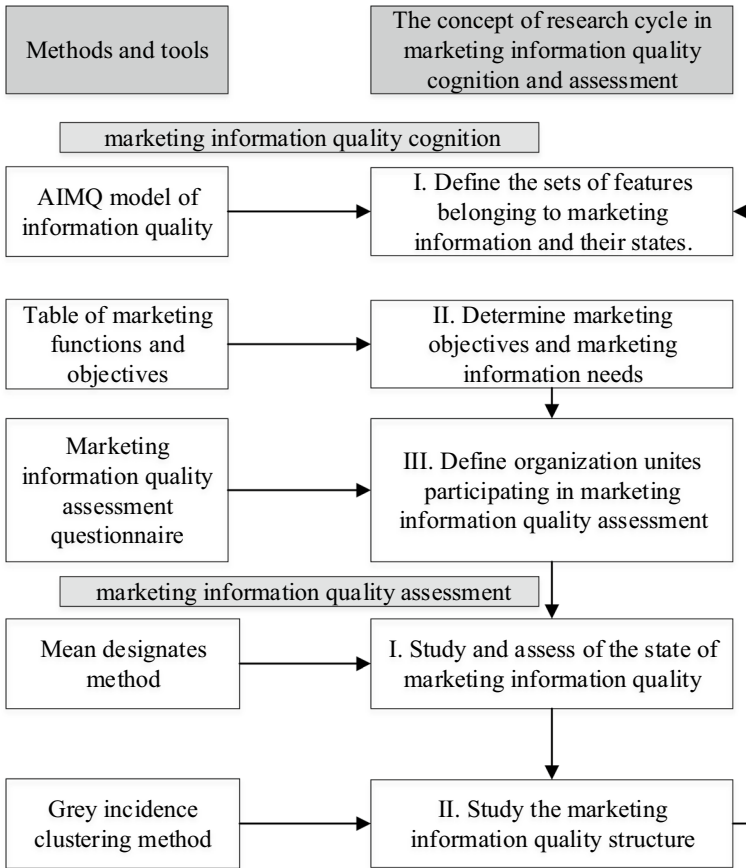 Methods and tools
The concept of research cycle in
marketing information quality
cognition and assessment
marketing information quality cognition
AIMQ model of
information quality
I. Define the sets of features
belonging to marketing
information and their states.
Table of marketing
functions and
objectives
II. Determine marketing
objectives and marketing
information needs
Marketing
information quality
assessment
questionnaire
III. Define organization unites
participating in marketing
information quality assessment
marketing information quality assessment
Mean designates
method
I. Study and assess of the state of
marketing information quality
Grey incidence
clustering method
II. Study the marketing
information quality structure